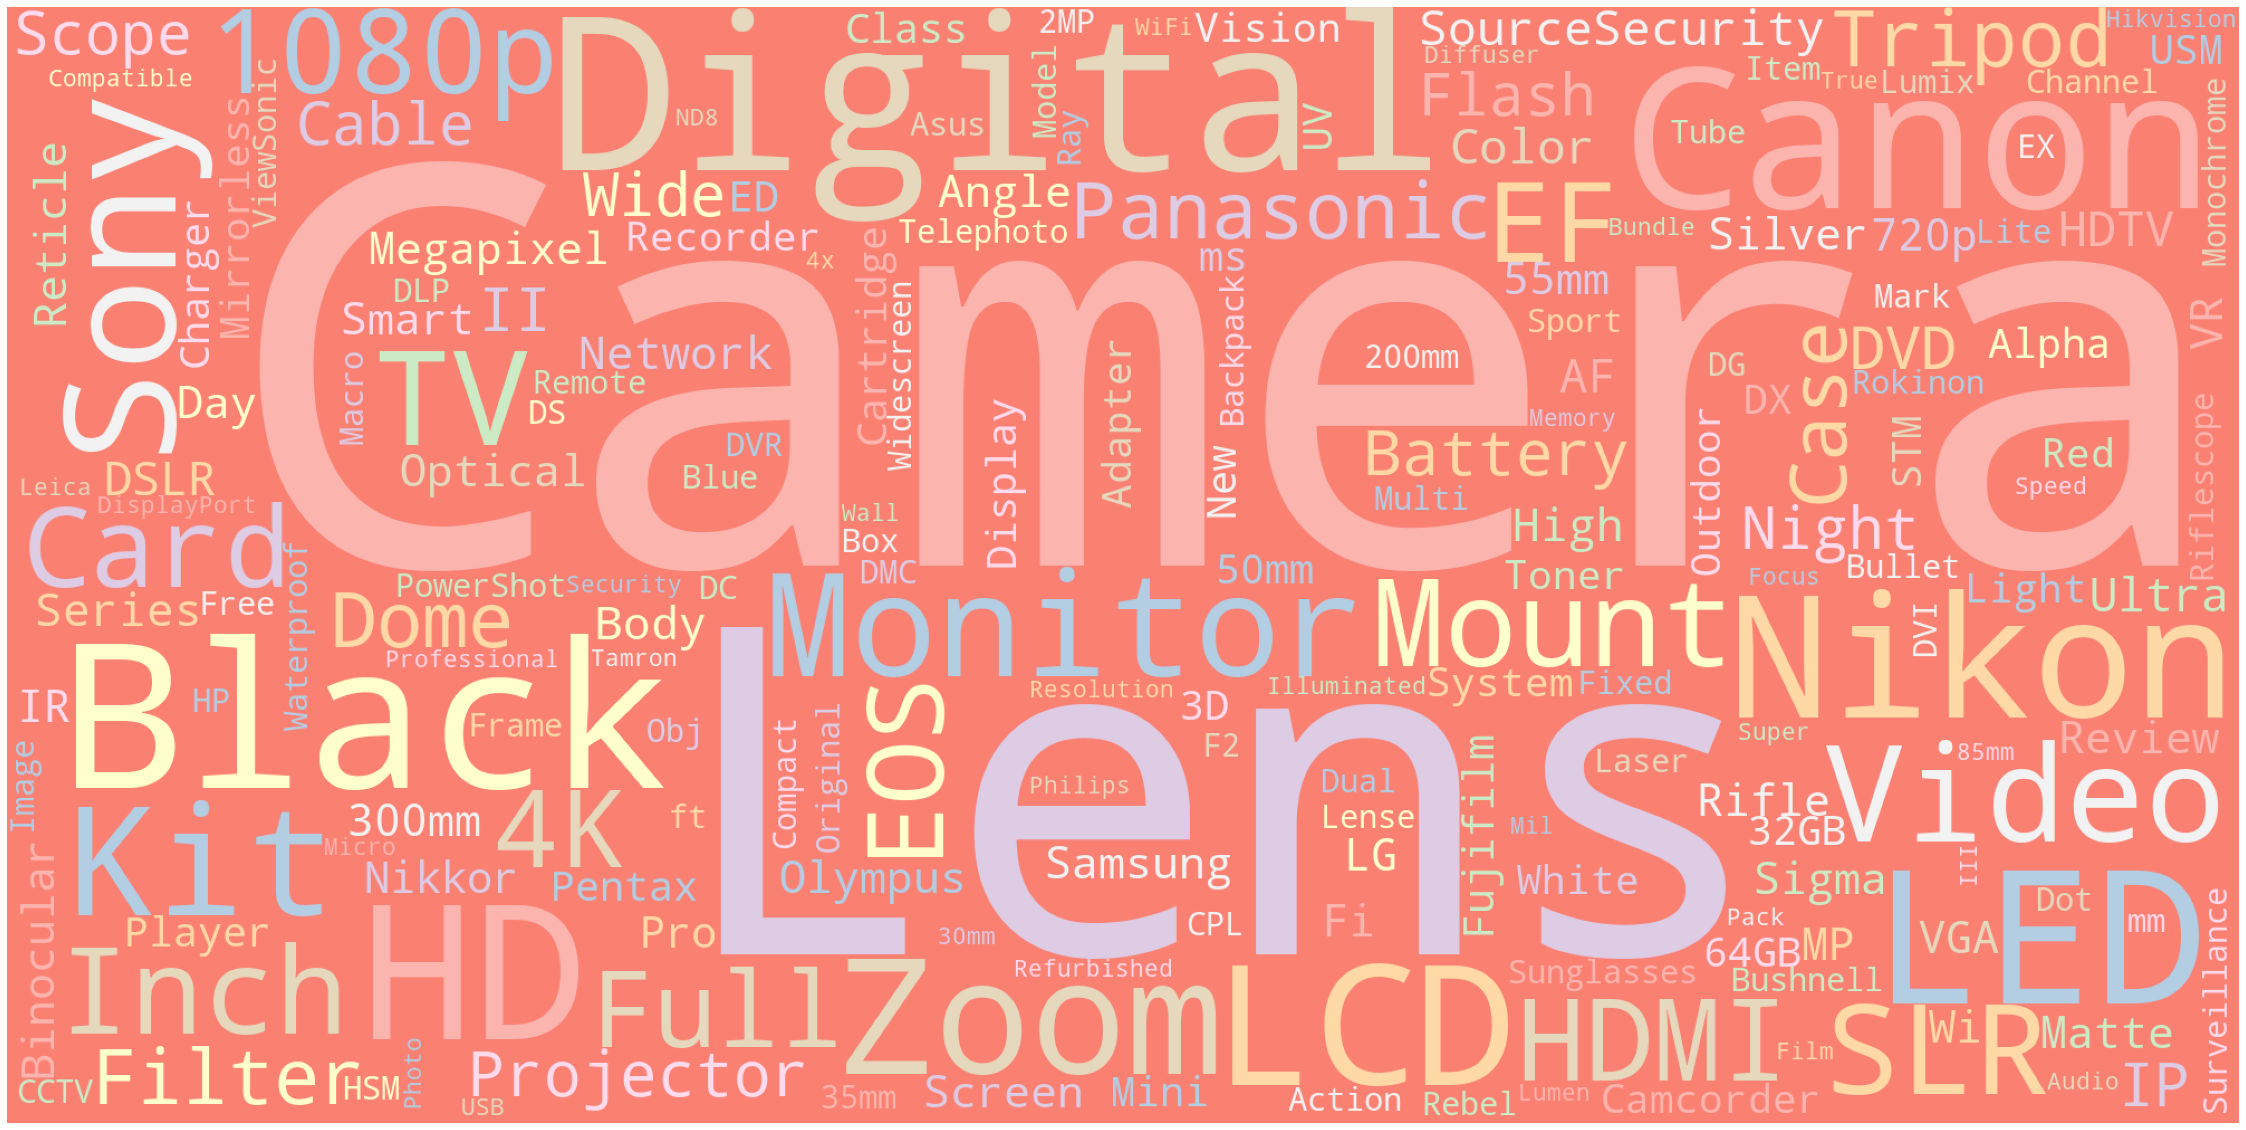 Scope
1080p
Digital
Class
2MP
WiFi
Vision
SourceSecurity
Tripod
Hikvision
USM
Compatible
Sony
Mirrorless
ViewSonic
Cable
ND8
Asus
Model
Ray
UV
Diffuser
Flash
Color
Item
True
Lumix
Channel
Canon
Tube
EX
Monochrome
Reticle
Charger
Wide
ED
Angle
Panasonic
EF
Bundle
Silver
720p
Lite
HDTV
Megapixel
Recorder
Telephoto
4x
Cartridge
ms
55mm
Camera
DLP
Smart
II
Widescreen
Backpacks
Sport
Mark
VR
Network
TV
Macro
Remote
DS
Display
Adapter
200mm
AF
DG
DX
Case
DVD
Alpha
Rokinon
Day
Memory
Riflescope
DVR
Blue
Optical
New
Battery
Multi
Outdoor
STM
Red
Speed
DSLR
Leica
DisplayPort
Card
Wall
Box
High
Night
Bullet
Waterproof
PowerShot
Security
DC
DMC
50mm
Toner
Focus
Light
Ultra
Series
Free
Dome
Body
Monitor
Mount
Nikon
DVI
Black
Professional
Tamron
Lens
IR
HP
Frame
Obj
EOS
Resolution
Illuminated
System
Fixed
3D
F2
Super
Review
Image
Compact
Original
Philips
Dual
Fujifilm
Laser
Video
85mm
Kit
300mm
4K
ft
Lense
Mil
Rifle
32GB
Micro
Nikkor
Pentax
Olympus
Samsung
LG
White
Sigma
III
LED
Dot
mm
Binocular
Player
HD
Pro
30mm
CPL
Fi
Pack
64GB
MP
VGA
Surveillance
Inch
Full
Zoom
Refurbished
LCD
Sunglasses
Bushnell
HDMI
SLR
Wi
Matte
Filter
CCTV
HSM
Photo
Projector
USB
35mm
Screen
Mini
Action
Rebel
Lumen
Camcorder
Film
Audio
IP